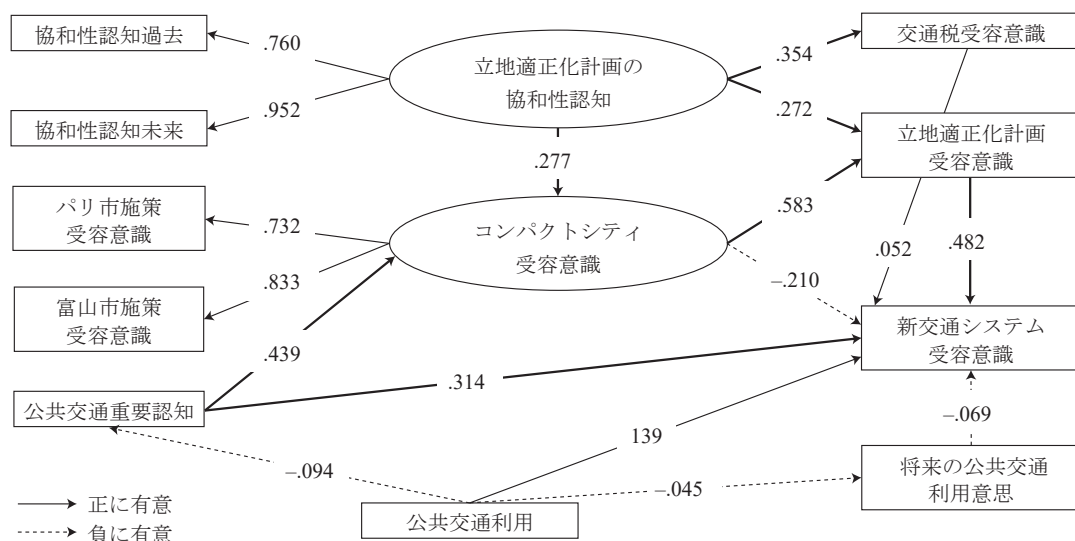 協和性認知過去
.760
立地適正化計画の
協和性認知
.354
交通税受容意識
協和性認知未来
.952
.272
立地適正化計画
受容意識
.277
パリ市施策
受容意識
.732
コンパクトシティ
受容意識
.583
.052
.482
富山市施策
受容意識
.833
–.210
新交通システム
受容意識
.439
.314
公共交通重要認知
–.094
139
–.069
–.045
将来の公共交通
利用意思
公共交通利用
正に有意
負に有意